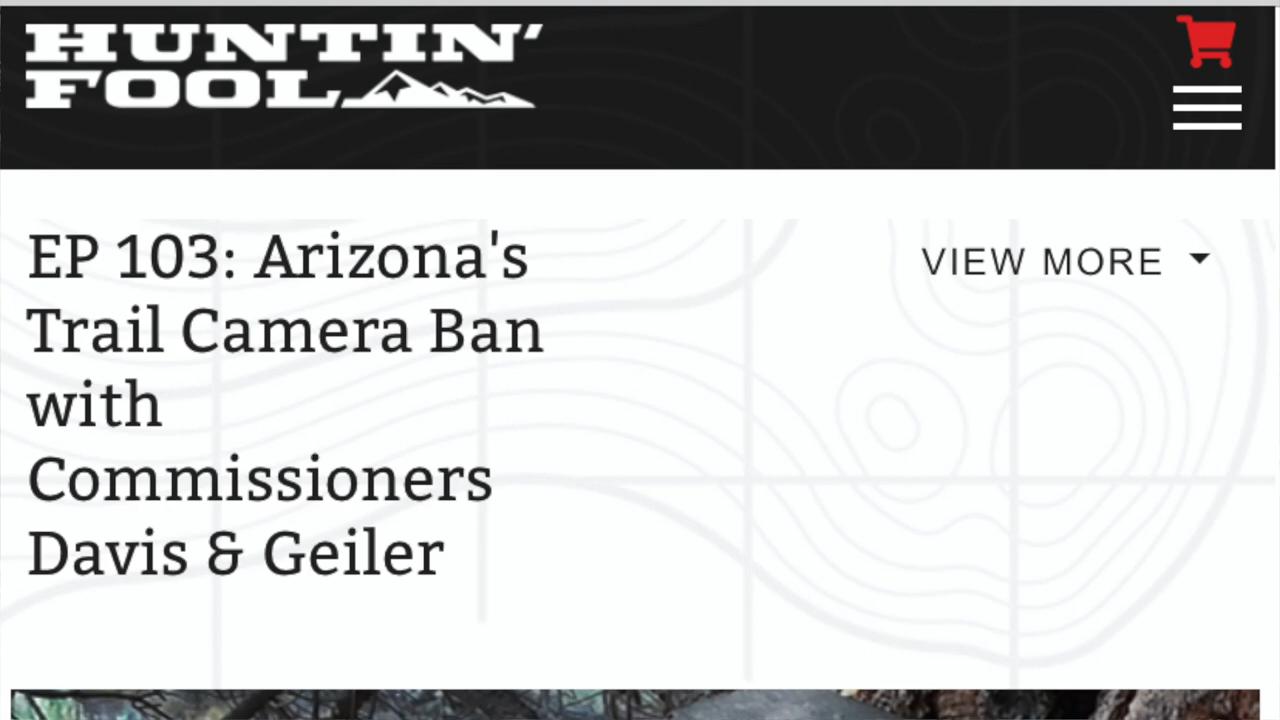 HUNTIN'
FOOL
EP 103: Arizona's
Trail Camera Ban
with
Commissioners
Davis & Geiler
VIEW MORE